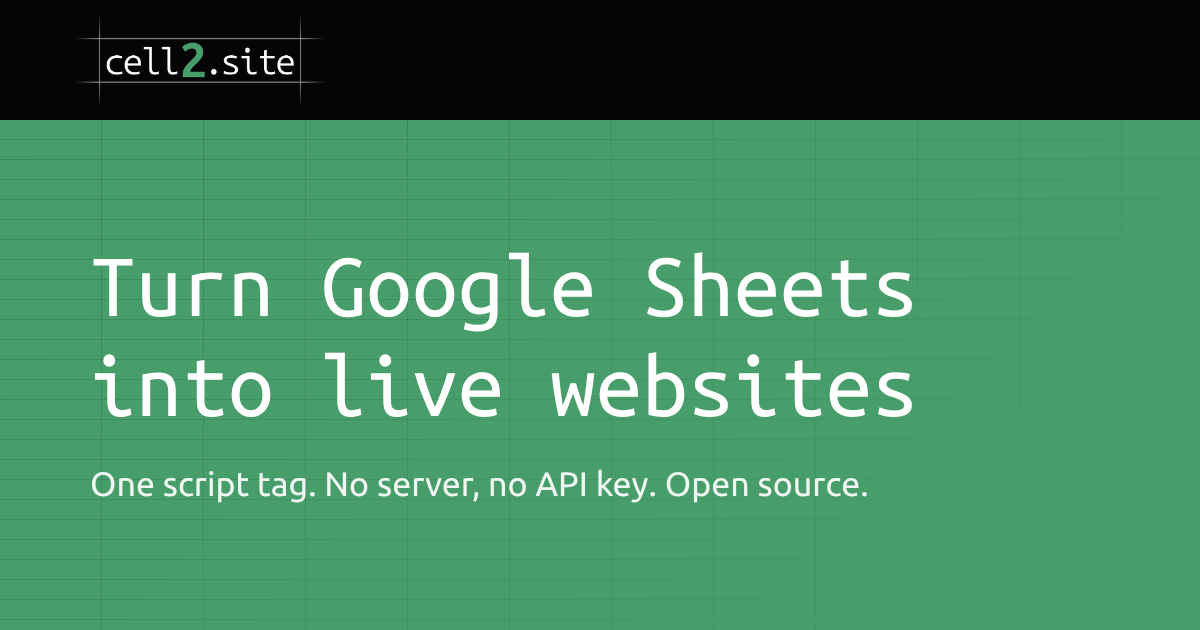 cell2.site
Turn Google Sheets
into live websites
One script tag. No server, no API key. Open source.